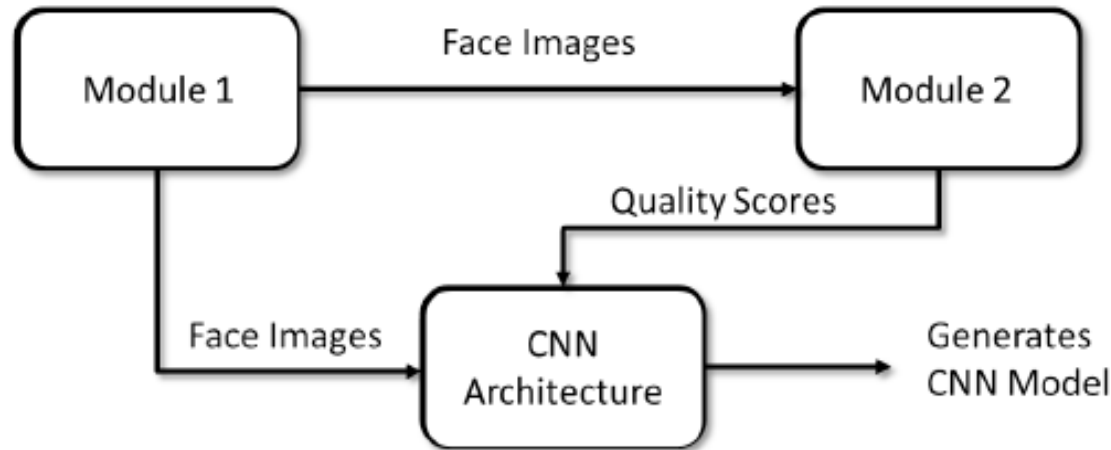 Face Images
Module 1
Module 2
Quality Scores
Face Images
CNN
Architecture
Generates
CNN Model